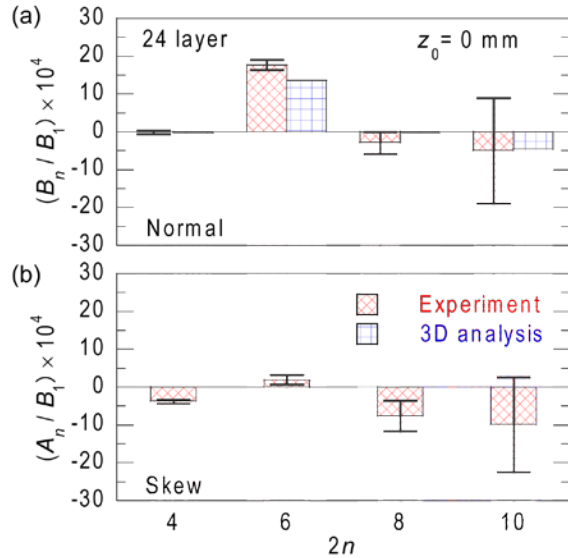 (a)
24 layer
z₀ = 0 mm
30
20
10
0
-10
-20
-30
(Bₙ / B₁) × 10⁴
Normal
(b)
30
20
10
0
-10
-20
-30
(Aₙ / B₁) × 10⁴
Experiment
3D analysis
Skew
4 6 8 10
2n